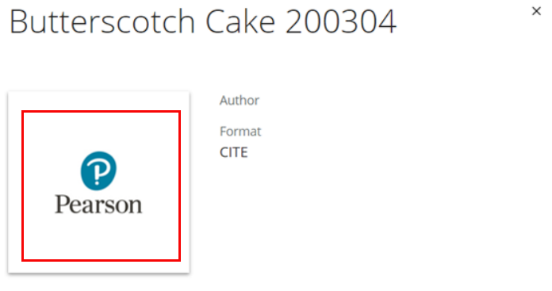 Butterscotch Cake 200304
×
Author
Format
CITE
P
Pearson